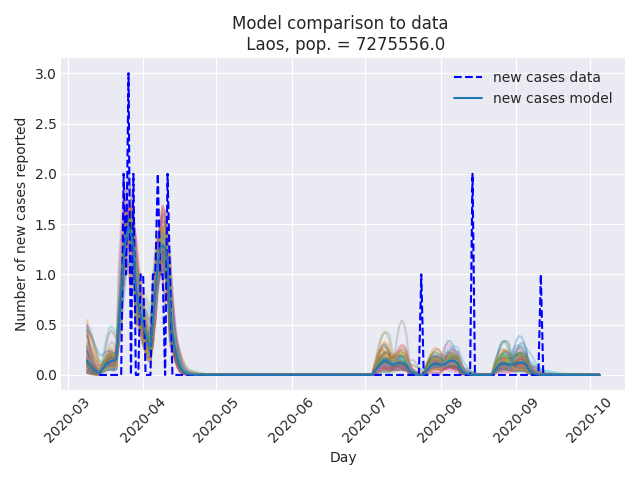 Model comparison to data
Laos, pop. = 7275556.0
new cases data
new cases model
Number of new cases reported
3.0
2.5
2.0
1.5
1.0
0.5
0.0
2020-03
2020-04
2020-05
2020-06
2020-07
2020-08
2020-09
2020-10
Day